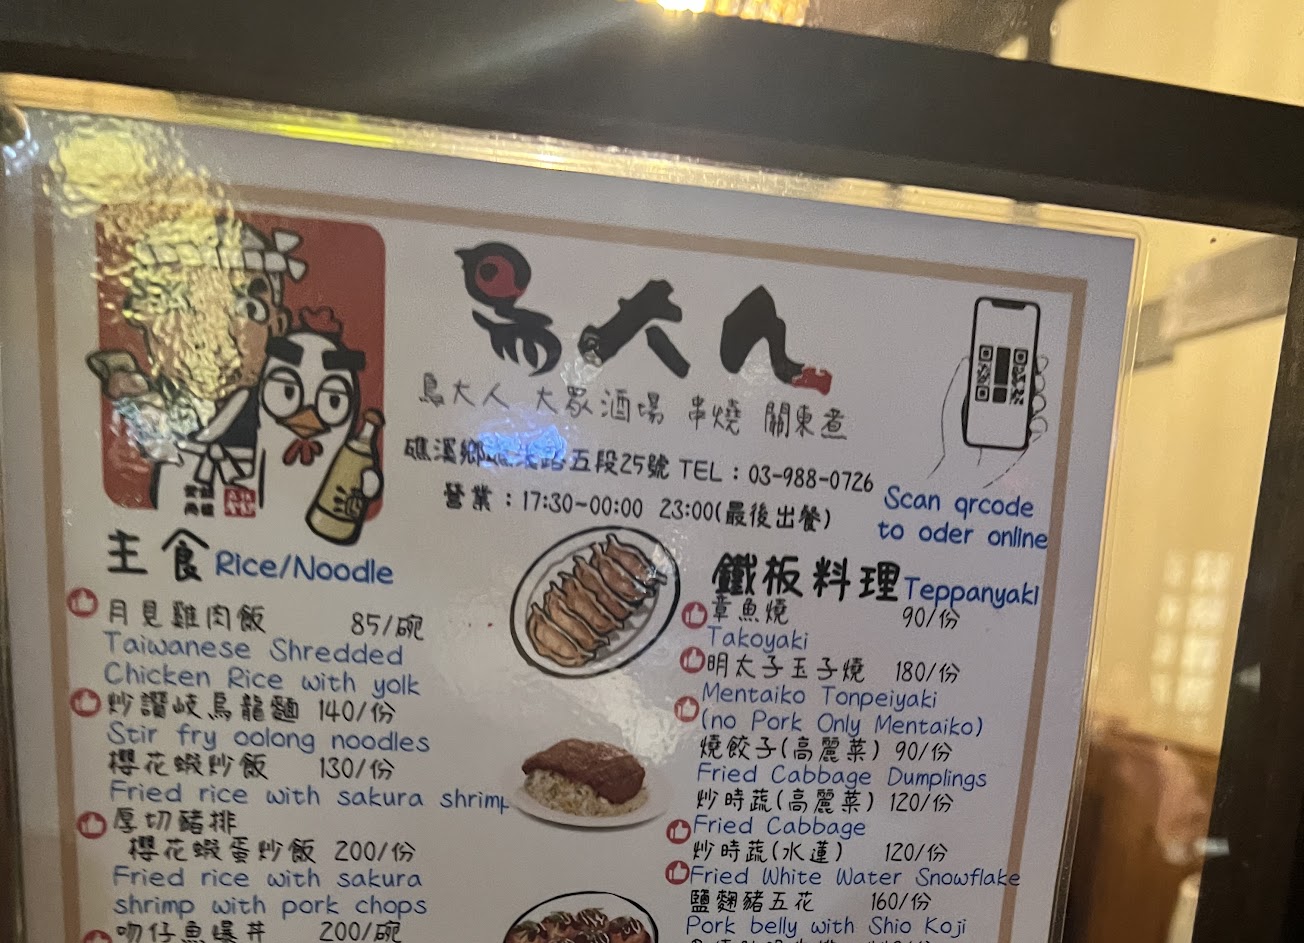 鳥大人
鳥大人 大眾酒場 串燒 關東煮
礁溪鄉 路五段25號 TEL：03-988-0726
營業：17:30~00:00 23:00(最後出餐)
酒
Scan qrcode
to oder online
主食 Rice/Noodle
月見雞肉飯 85/碗
Taiwanese Shredded
Chicken Rice with yolk
炒讚岐烏龍麵 140/份
Stir fry oolong noodles
櫻花蝦炒飯 130/份
Fried rice with sakura shrimp
厚切豬排
櫻花蝦蛋炒飯 200/份
Fried rice with sakura
shrimp with pork chops
吻仔魚爆丼 200/碗
鐵板料理 Teppanyaki
章魚燒 90/份
Takoyaki
明太子玉子燒 180/份
Mentaiko Tonpeiyaki
(no Pork Only Mentaiko)
燒餃子(高麗菜) 90/份
Fried Cabbage Dumplings
炒時蔬(高麗菜) 120/份
Fried Cabbage
炒時蔬(水蓮) 120/份
Fried White Water Snowflake
鹽麴豬五花 160/份
Pork belly with Shio Koji